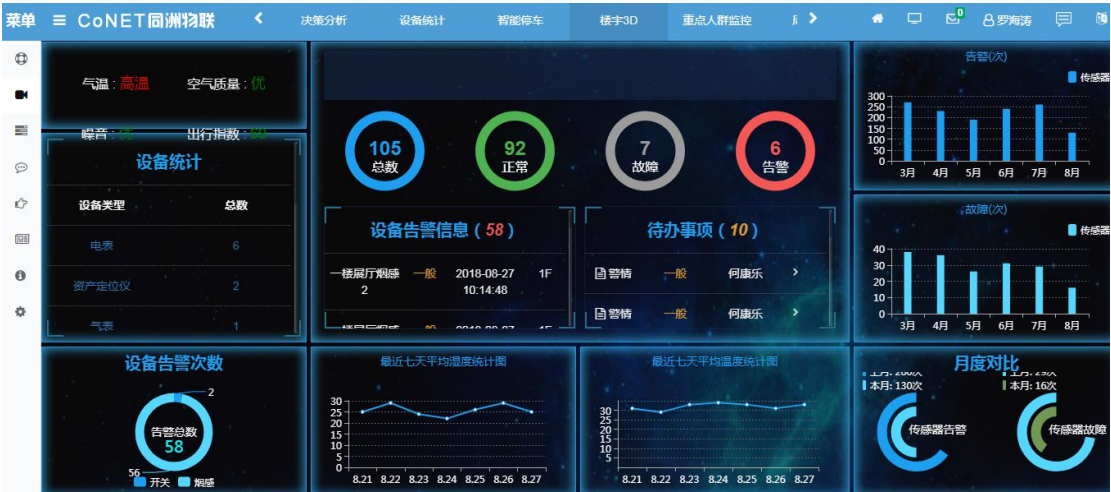 菜单 CoNET同洲物联 决策分析 设备统计 智能停车 楼宇3D 重点人群监控 0 罗海涛
气温：高温 空气质量：优
噪音：优 出行指数：60
设备统计
设备类型 总数
电表 6
资产定位仪 2
气表 1
105 总数
92 正常
7 故障
6 告警
设备告警信息（58）
一楼展厅烟感 一般 2018-08-27 1F
2 10:14:48
待办事项（10）
警情 一般 何康乐
警情 一般 何康乐
告警(次)
传感器
300
250
200
150
100
50
0
3月 4月 5月 6月 7月 8月
故障(次)
传感器
40
30
20
10
0
3月 4月 5月 6月 7月 8月
设备告警次数
2
告警总数
58
56
开关 烟感
最近七天平均湿度统计图
30
25
20
15
10
5
0
8.21 8.22 8.23 8.24 8.25 8.26 8.27
最近七天平均温度统计图
30
25
20
15
10
5
8.21 8.22 8.23 8.24 8.25 8.26 8.27
月度对比
本月: 130次 本月: 16次
传感器告警 传感器故障